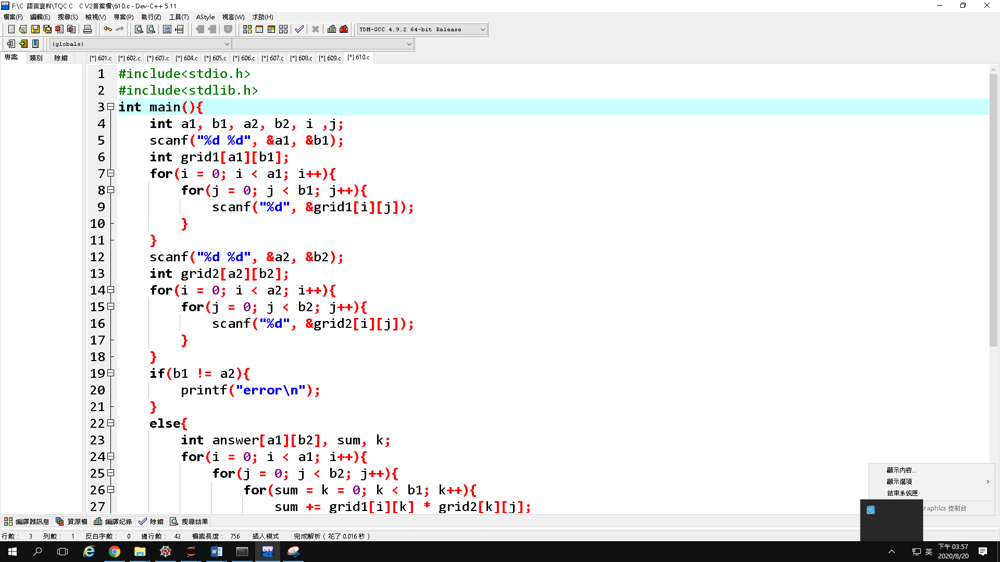 F:\C 語言資料\TQC C    C V2答案檔\610.c - Dev-C++ 5.11
檔案(F) 編輯(E) 搜尋(S) 檢視(V) 專案(P) 執行(Z) 工具(T) AStyle 視窗(W) 求助(H)
TDM-GCC 4.9.2 64-bit Release
(globals)
專案 類別 除錯 [*] 601.c [*] 602.c [*] 603.c [*] 604.c [*] 605.c [*] 606.c [*] 607.c [*] 608.c [*] 609.c [*] 610.c
1 #include<stdio.h>
2 #include<stdlib.h>
3 int main(){
4     int a1, b1, a2, b2, i ,j;
5     scanf("%d %d", &a1, &b1);
6     int grid1[a1][b1];
7     for(i = 0; i < a1; i++){
8         for(j = 0; j < b1; j++){
9             scanf("%d", &grid1[i][j]);
10         }
11     }
12     scanf("%d %d", &a2, &b2);
13     int grid2[a2][b2];
14     for(i = 0; i < a2; i++){
15         for(j = 0; j < b2; j++){
16             scanf("%d", &grid2[i][j]);
17         }
18     }
19     if(b1 != a2){
20         printf("error\n");
21     }
22     else{
23         int answer[a1][b2], sum, k;
24         for(i = 0; i < a1; i++){
25             for(j = 0; j < b2; j++){
26                 for(sum = k = 0; k < b1; k++){
27                     sum += grid1[i][k] * grid2[k][j];
顯示內容...
顯示選項
結束系統匣
Graphics 控制台
編譯器訊息 資源檔 編譯紀錄 除錯 搜尋結果
行數: 3 列數: 1 反白字數: 0 總行數: 42 檔案長度: 756 插入模式 完成解析 ( 花了 0.016 秒 )
英 下午 03:57
2020/8/20